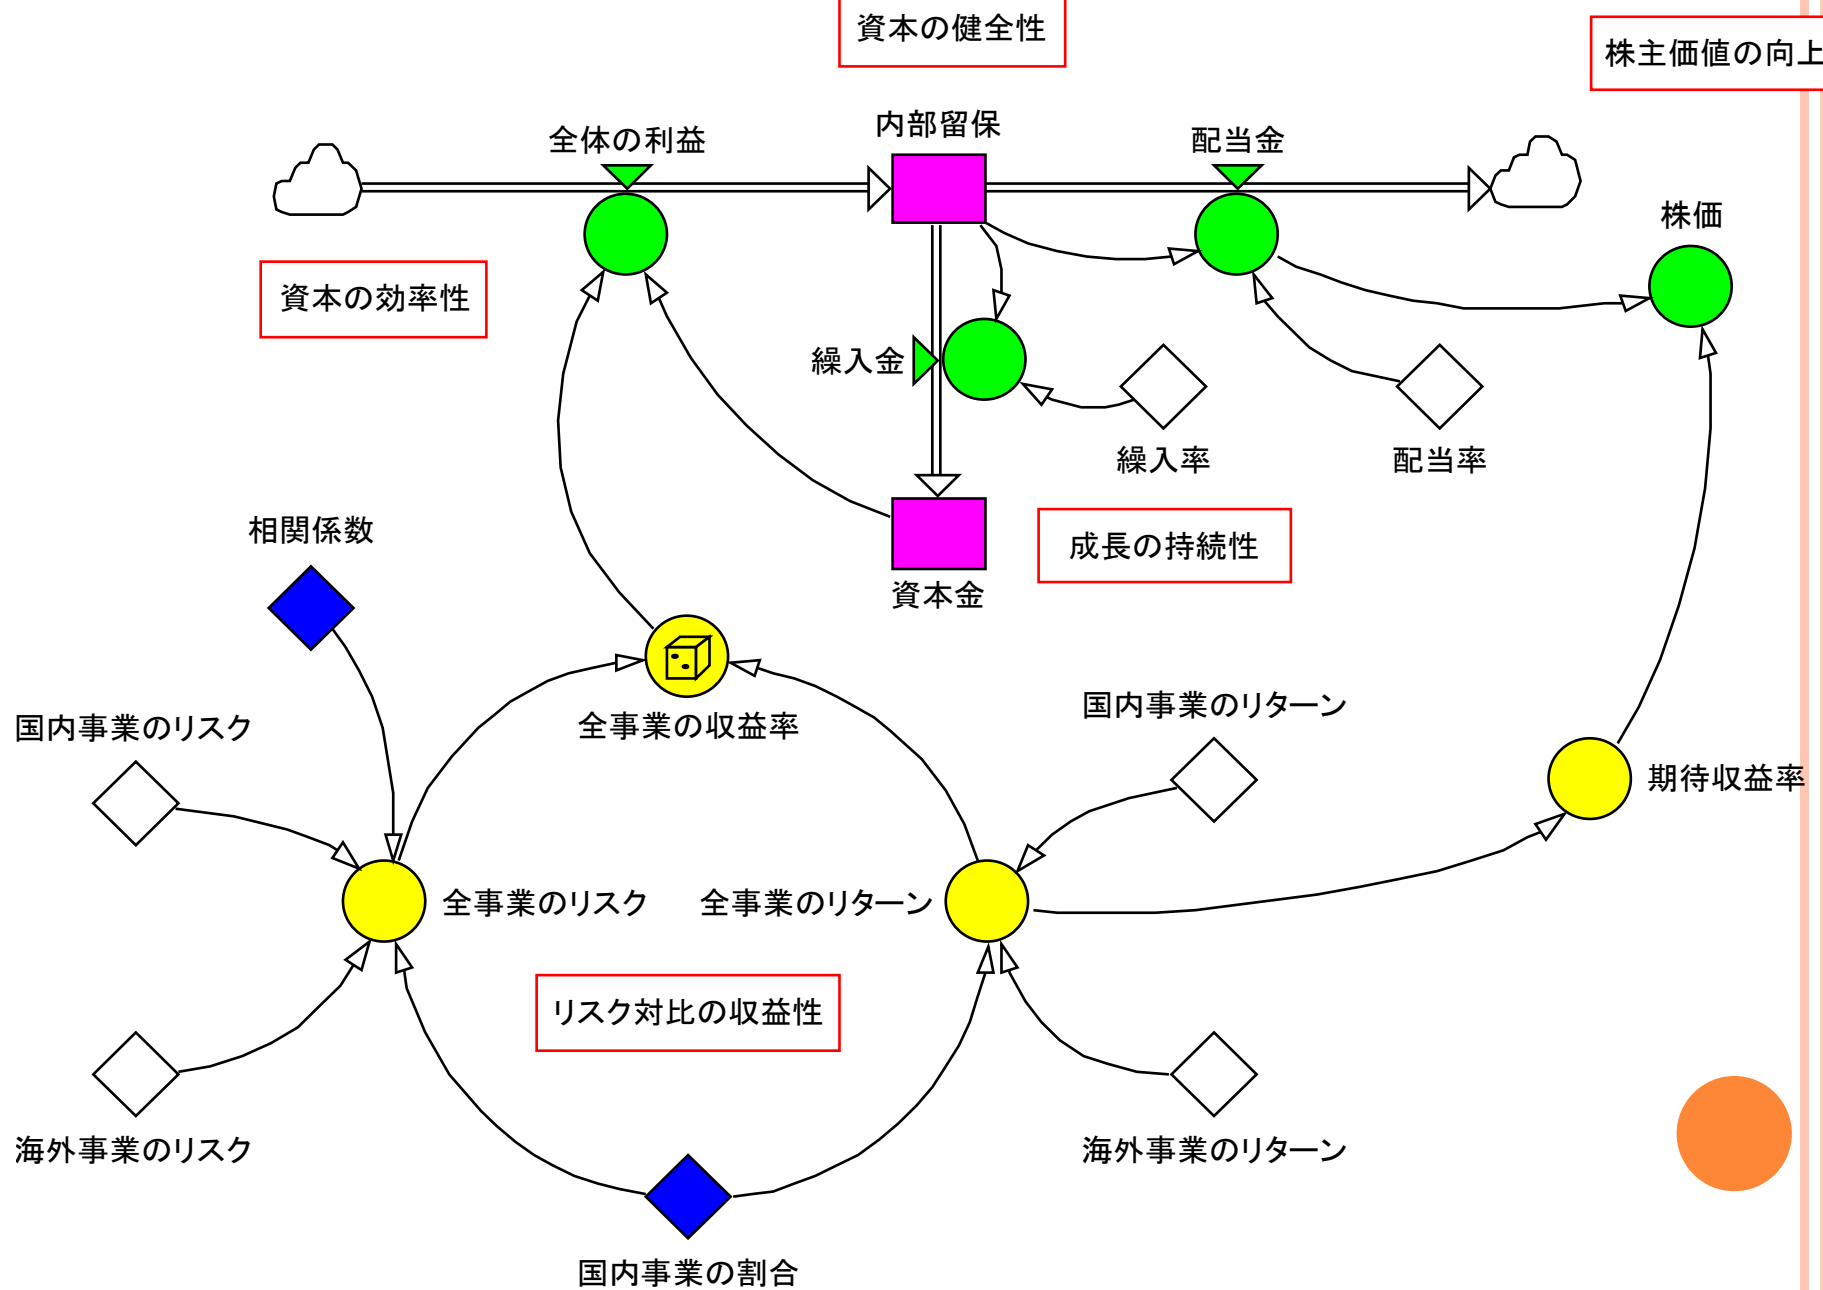 資本の健全性
株主価値の向上
全体の利益
内部留保
配当金
株価
資本の効率性
繰入金
繰入率
配当率
相関係数
成長の持続性
資本金
国内事業のリスク
全事業の収益率
国内事業のリターン
期待収益率
全事業のリスク
全事業のリターン
リスク対比の収益性
海外事業のリスク
海外事業のリターン
国内事業の割合